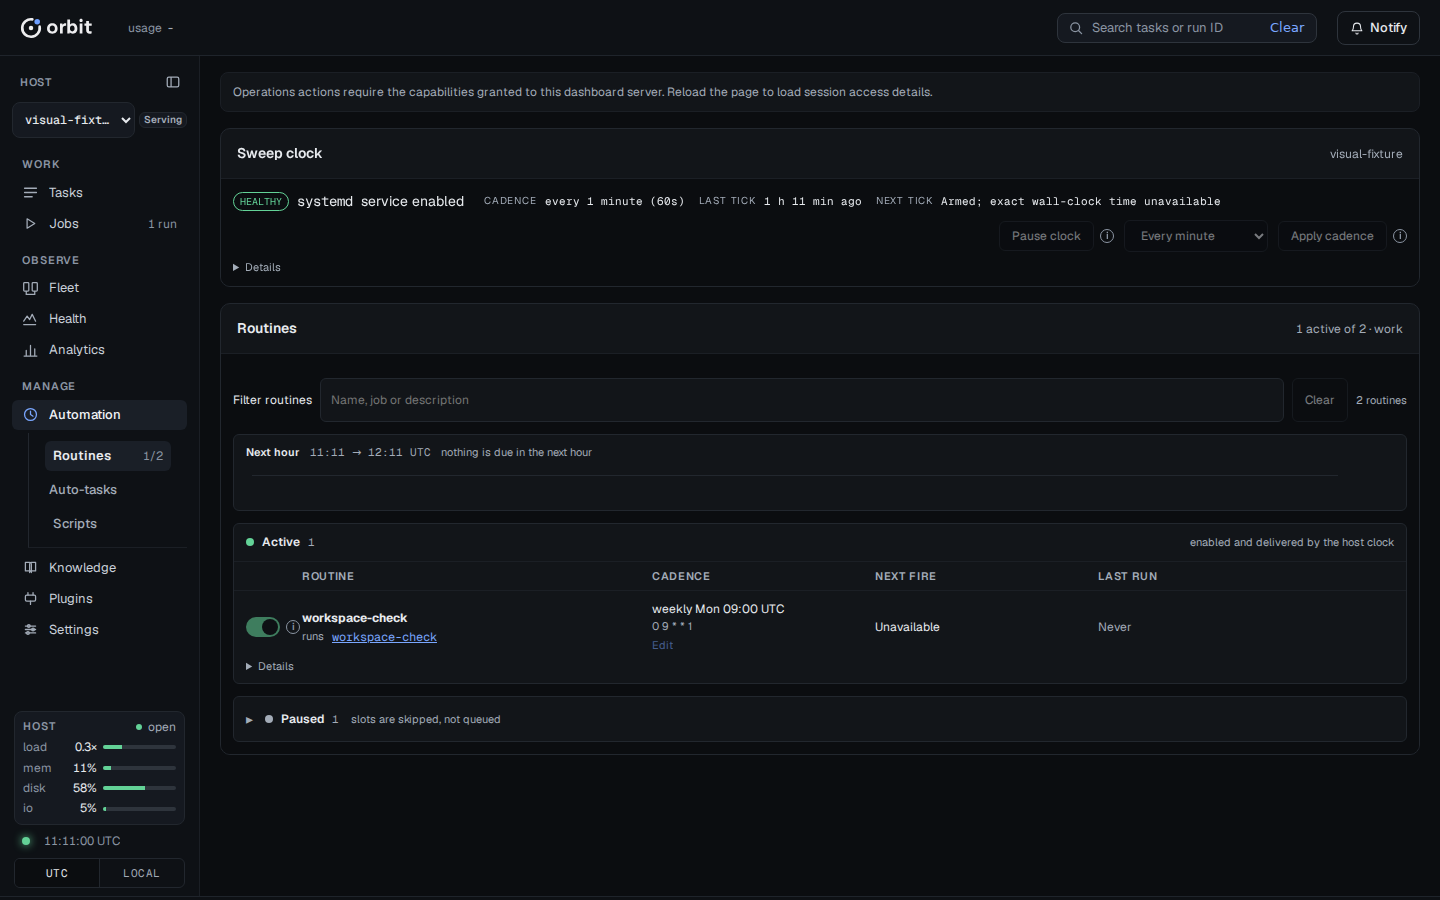 orbit
usage -
Search tasks or run ID
Clear
Notify
HOST
visual-fixt…
Serving
WORK
Tasks
Jobs 1 run
OBSERVE
Fleet
Health
Analytics
MANAGE
Automation
Routines 1/2
Auto-tasks
Scripts
Knowledge
Plugins
Settings
HOST open
load 0.3×
mem 11%
disk 58%
io 5%
11:11:00 UTC
UTC LOCAL
Operations actions require the capabilities granted to this dashboard server. Reload the page to load session access details.
Sweep clock visual-fixture
HEALTHY systemd service enabled CADENCE every 1 minute (60s) LAST TICK 1 h 11 min ago NEXT TICK Armed; exact wall-clock time unavailable
Pause clock Every minute Apply cadence
Details
Routines 1 active of 2 · work
Filter routines Name, job or description Clear 2 routines
Next hour 11:11 → 12:11 UTC nothing is due in the next hour
Active 1 enabled and delivered by the host clock
ROUTINE CADENCE NEXT FIRE LAST RUN
workspace-check
runs workspace-check
weekly Mon 09:00 UTC
0 9 * * 1
Edit
Unavailable
Never
Details
Paused 1 slots are skipped, not queued